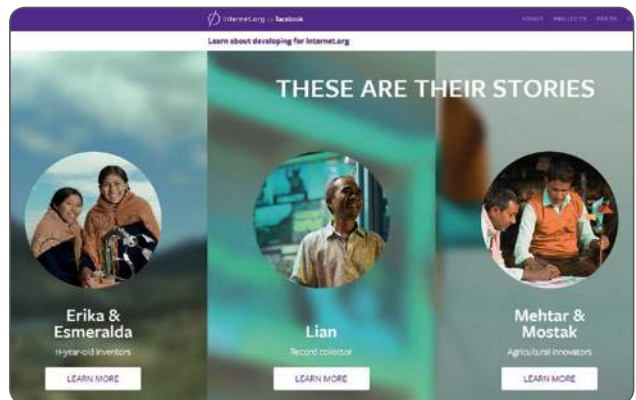 internet.org by facebook
ABOUT PROJECTS PRESS
Learn about developing for Internet.org
THESE ARE THEIR STORIES
Erika &
Esmeralda
11-year-old inventors
LEARN MORE
Lian
Record collector
LEARN MORE
Mehtar &
Mostak
Agricultural innovators
LEARN MORE